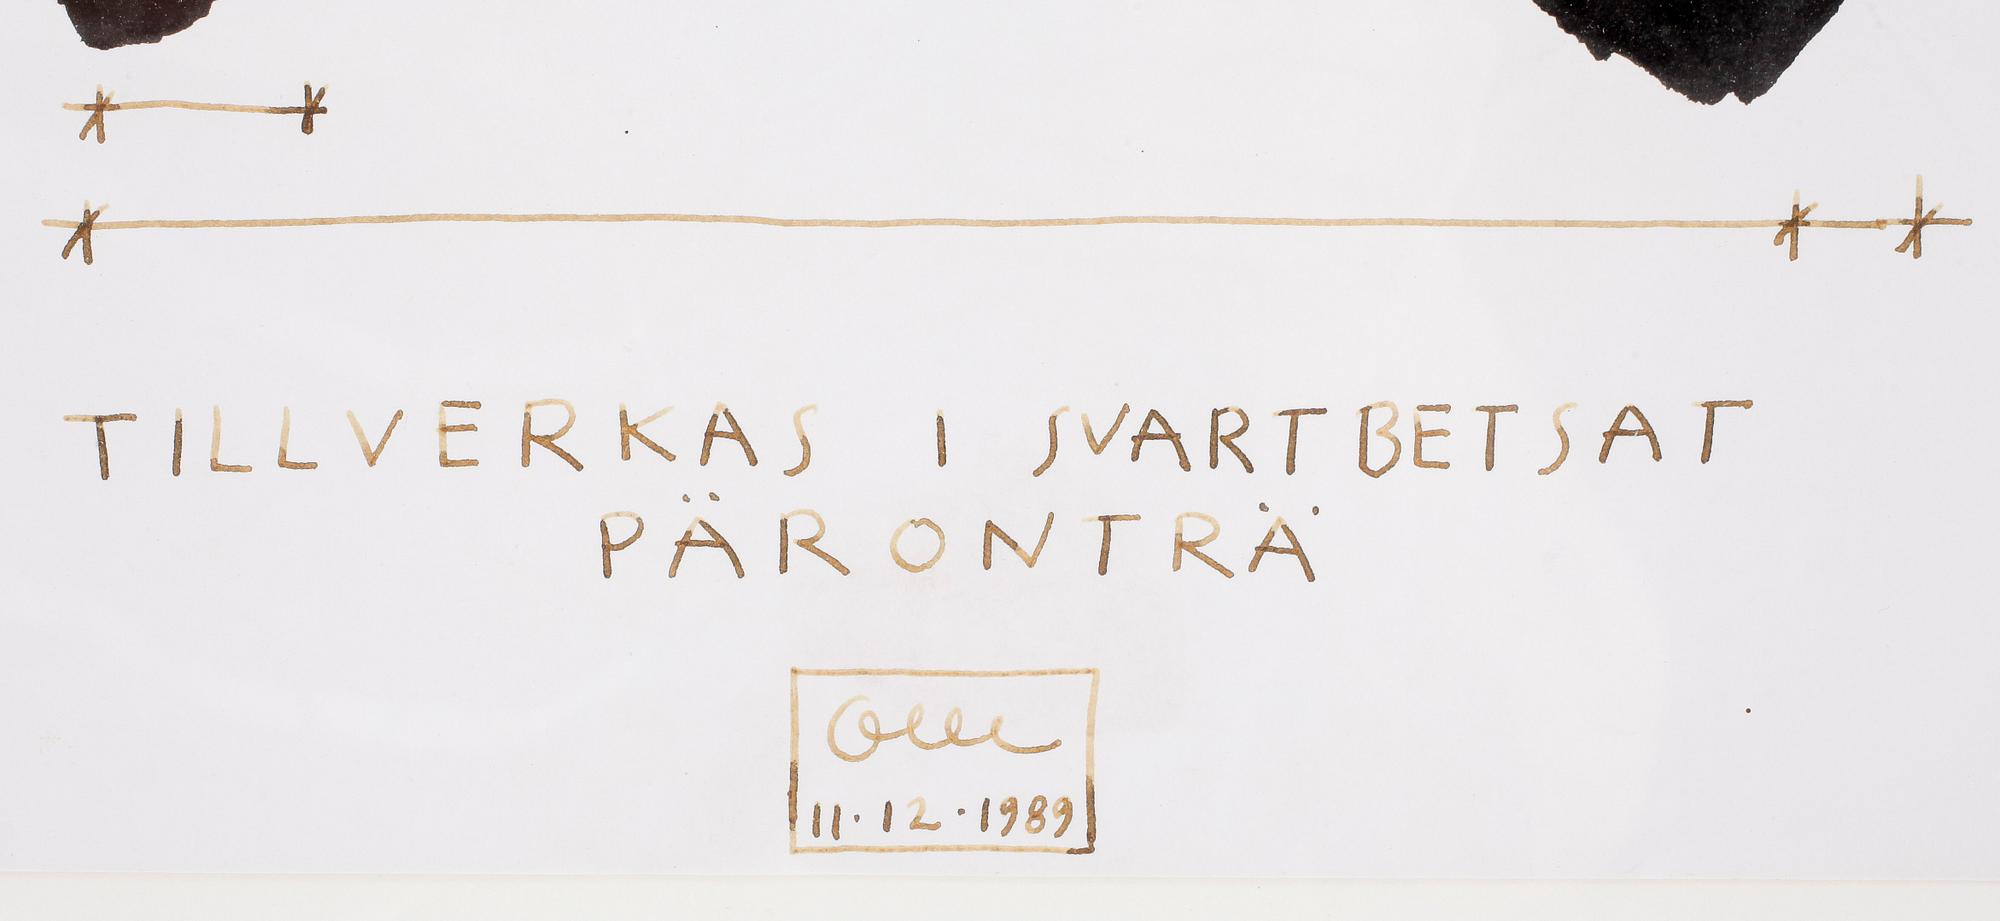 TILLVERKAS I SVARTBETSAT
PÄRONTRÄ
Olle
11·12·1989